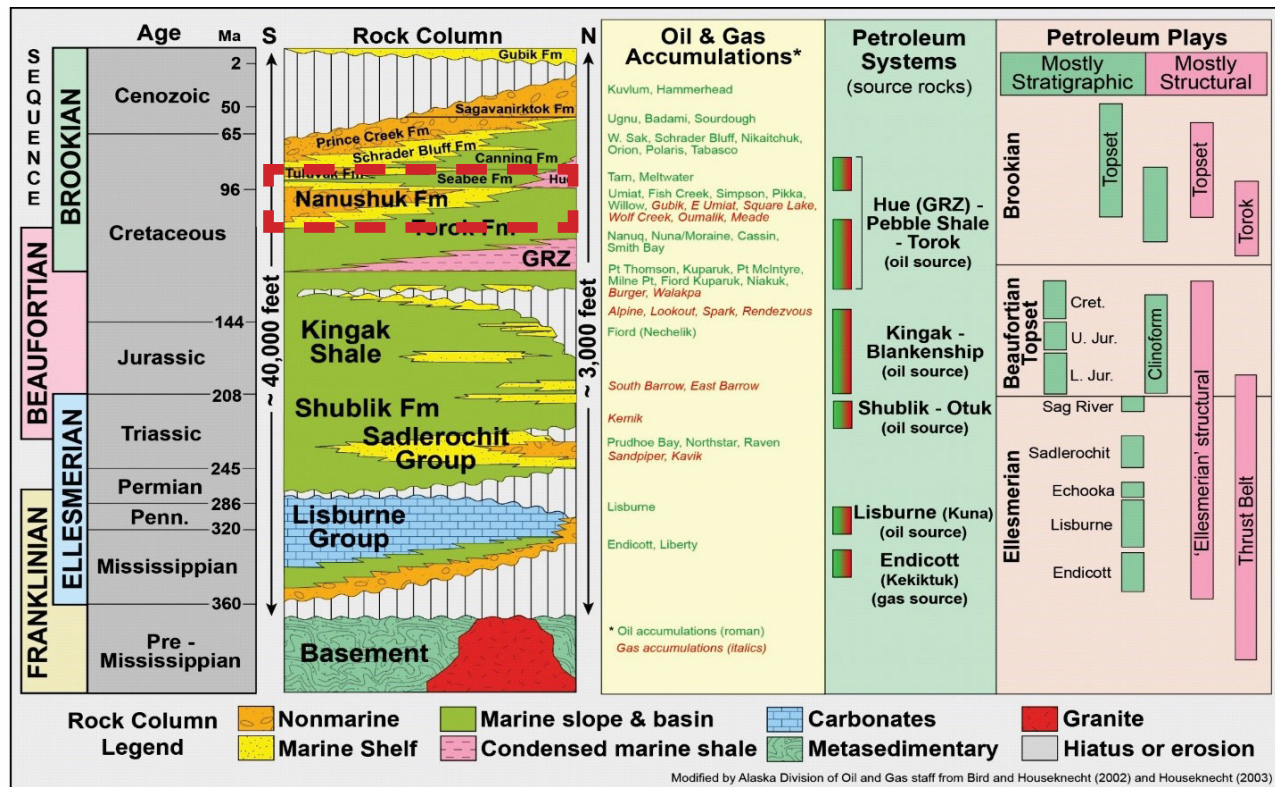 SEQUENCE
Age
Ma
S
Rock Column
N
Oil & Gas
Accumulations*
Petroleum
Systems
(source rocks)
Petroleum Plays
Mostly
Stratigraphic
Mostly
Structural
BROOKIAN
BEAUFORTIAN
ELLESMERIAN
FRANKLINIAN
2
Cenozoic
50
65
96
Cretaceous
144
Jurassic
208
Triassic
245
Permian
286
Penn.
320
Mississippian
360
Pre -
Mississippian
~ 40,000 feet
Gubik Fm
Sagavanirktok Fm
Prince Creek Fm
Schrader Bluff Fm
Canning Fm
Tuluvak Fm
Seabee Fm
Hue
Nanushuk Fm
Torok Fm
GRZ
Kingak
Shale
Shublik Fm
Sadlerochit
Group
Lisburne
Group
Basement
~ 3,000 feet
Kuvlum, Hammerhead
Ugnu, Badami, Sourdough
W. Sak, Schrader Bluff, Nikaitchuk,
Orion, Polaris, Tabasco
Tarn, Meltwater
Umiat, Fish Creek, Simpson, Pikka,
Willow, Gubik, E Umiat, Square Lake,
Wolf Creek, Oumalik, Meade
Nanuq, Nuna/Moraine, Cassin,
Smith Bay
Pt Thomson, Kuparuk, Pt McIntyre,
Milne Pt, Fiord Kuparuk, Niakuk,
Burger, Walakpa
Alpine, Lookout, Spark, Rendezvous
Fiord (Nechelik)
South Barrow, East Barrow
Kernik
Prudhoe Bay, Northstar, Raven
Sandpiper, Kavik
Lisburne
Endicott, Liberty
* Oil accumulations (roman)
Gas accumulations (italics)
Hue (GRZ) -
Pebble Shale
- Torok
(oil source)
Kingak -
Blankenship
(oil source)
Shublik - Otuk
(oil source)
Lisburne (Kuna)
(oil source)
Endicott
(Kekiktuk)
(gas source)
Brookian
Topset
Topset
Torok
Beaufortian
Topset
Cret.
U. Jur.
L. Jur.
Clinoform
Ellesmerian
Sag River
Sadlerochit
Echooka
Lisburne
Endicott
'Ellesmerian' structural
Thrust Belt
Rock Column
Legend
Nonmarine
Marine slope & basin
Carbonates
Granite
Marine Shelf
Condensed marine shale
Metasedimentary
Hiatus or erosion
Modified by Alaska Division of Oil and Gas staff from Bird and Houseknecht (2002) and Houseknecht (2003)